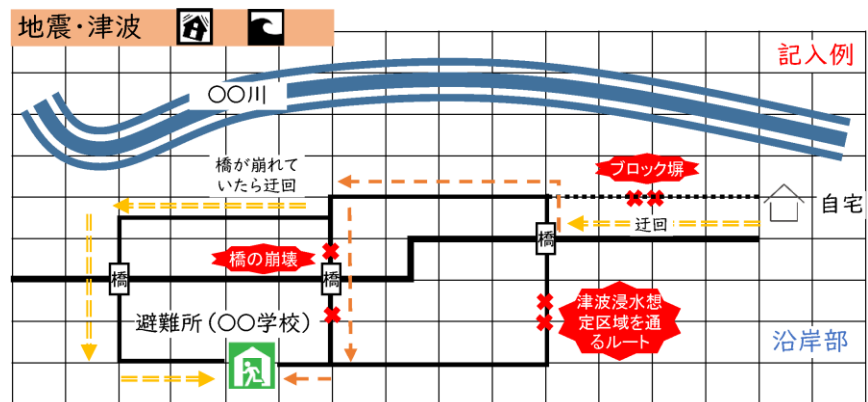 地震・津波
記入例
〇〇川
橋が崩れて
いたら迂回
ブロック塀
自宅
迂回
橋
橋の崩壊
橋
橋
避難所(〇〇学校)
津波浸水想
定区域を通
るルート
沿岸部